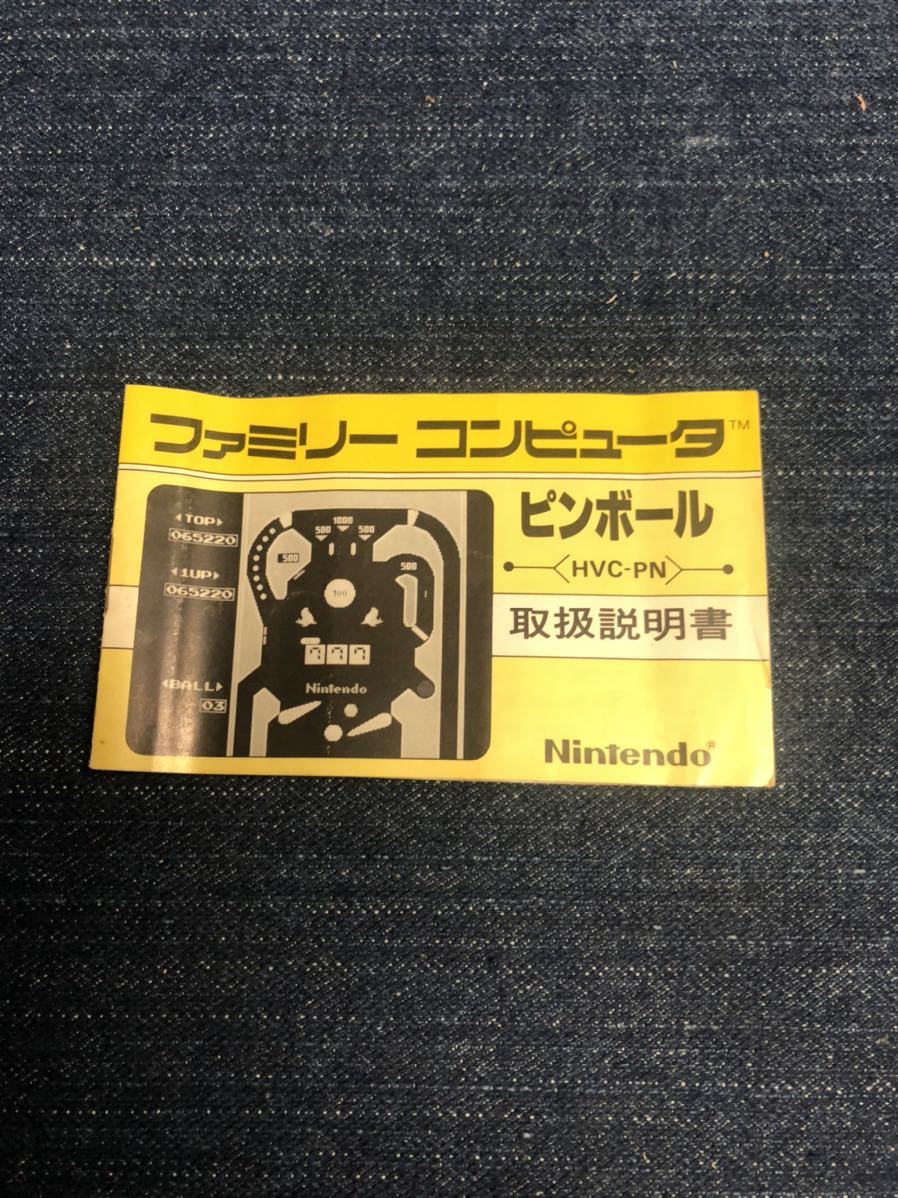 ファミリー コンピュータ™
ピンボール
HVC-PN
取扱説明書
Nintendo®
◀TOP▶
065220
◀1UP▶
065220
◀BALL▶
03
1000
500 500
500
500
100
777
Nintendo